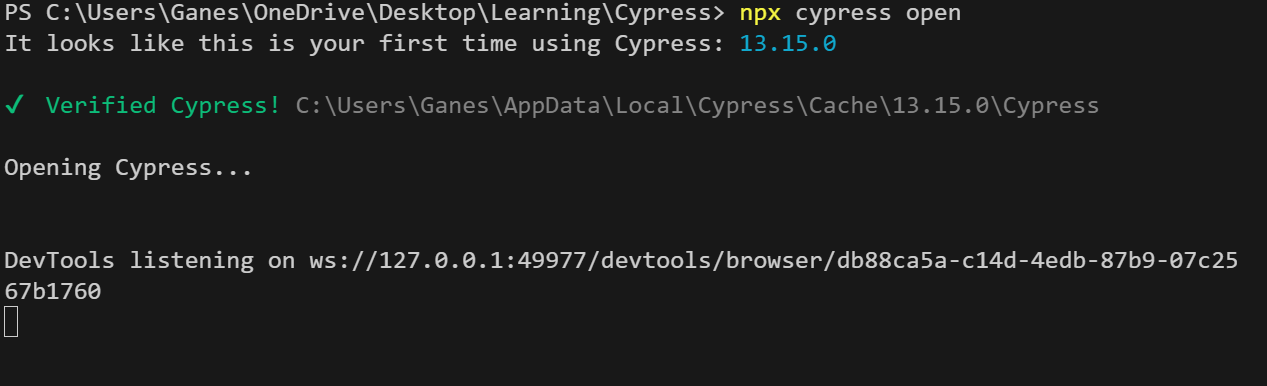 PS C:\Users\Ganes\OneDrive\Desktop\Learning\Cypress> npx cypress open
It looks like this is your first time using Cypress: 13.15.0
✓ Verified Cypress! C:\Users\Ganes\AppData\Local\Cypress\Cache\13.15.0\Cypress
Opening Cypress...
DevTools listening on ws://127.0.0.1:49977/devtools/browser/db88ca5a-c14d-4edb-87b9-07c25
67b1760